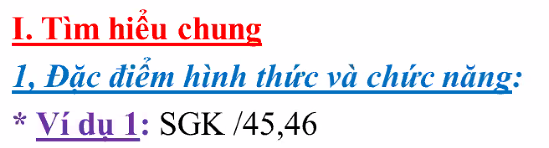 I. Tìm hiểu chung
1, Đặc điểm hình thức và chức năng:
* Ví dụ 1: SGK /45,46